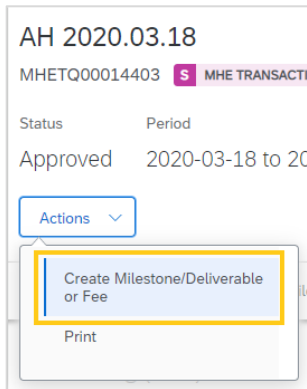 AH 2020.03.18
MHETQ00014403 S MHE TRANSACTI
Status Period
Approved 2020-03-18 to 20
Actions
Create Milestone/Deliverable
or Fee
Print